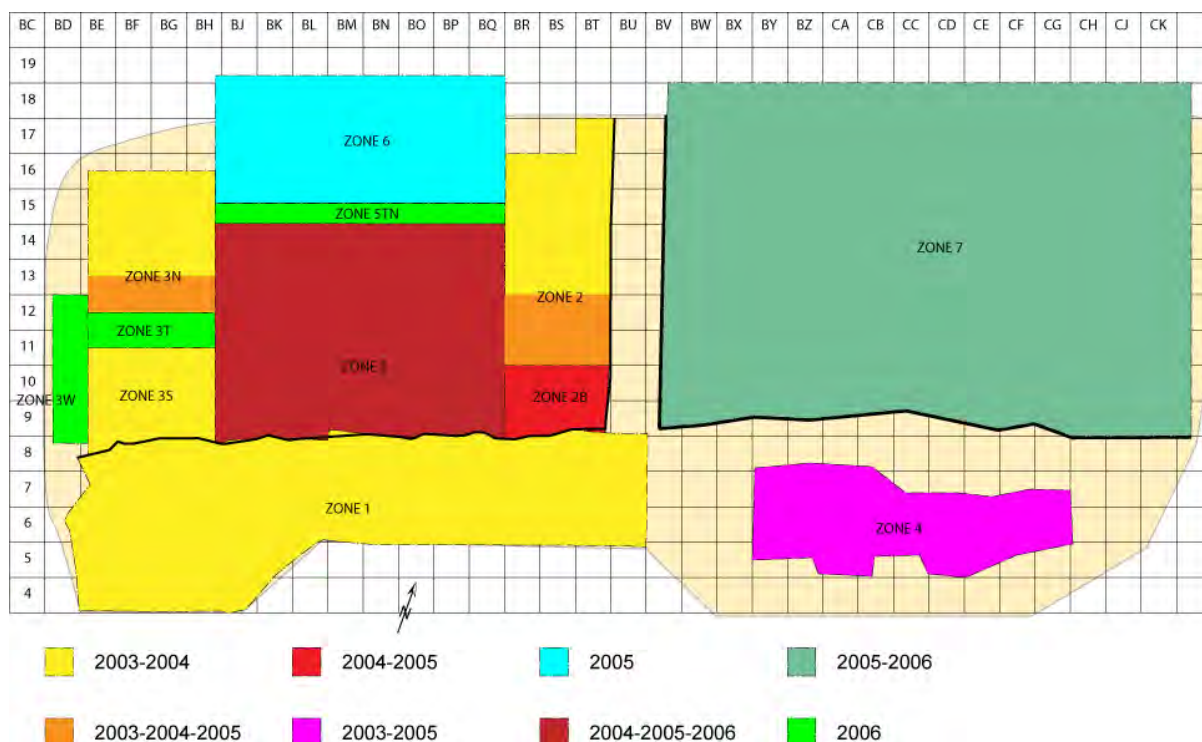 BC BD BE BF BG BH BJ BK BL BM BN BO BP BQ BR BS BT BU BV BW BX BY BZ CA CB CC CD CE CF CG CH CJ CK
19
18
17
ZONE 6
16
15
ZONE 5TN
14
ZONE 7
13
ZONE 3N
ZONE 2
12
ZONE 3T
11
ZONE
10
ZONE 3S
ZONE 2B
ZONE 3W
9
8
7
6
ZONE 1
ZONE 4
5
4
N
2003-2004
2004-2005
2005
2005-2006
2003-2004-2005
2003-2005
2004-2005-2006
2006